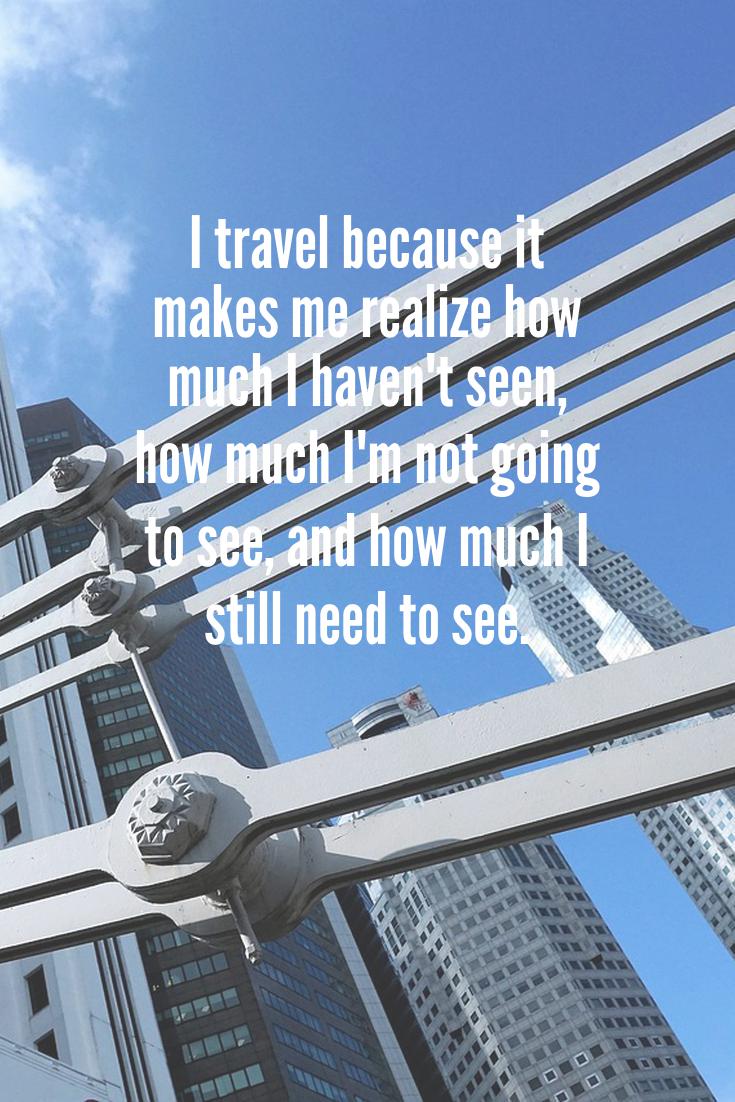 I travel because it
makes me realize how
much I haven't seen,
how much I'm not going
to see, and how much I
still need to see.